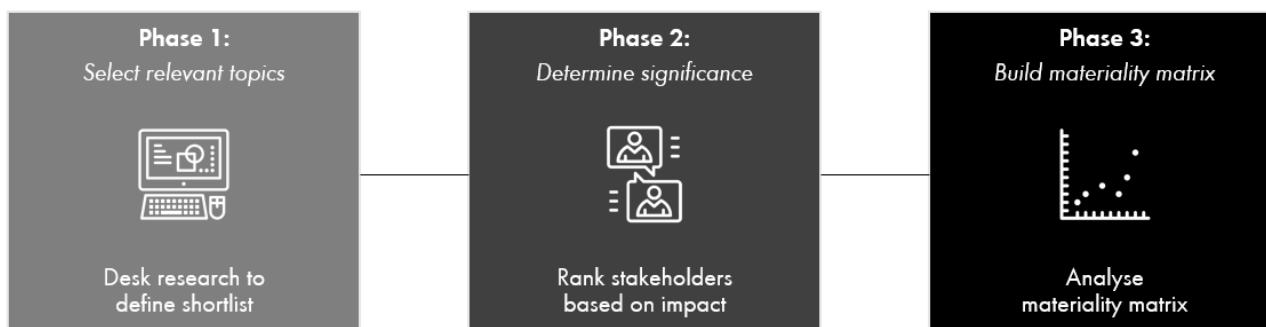 Phase 1:
Select relevant topics
Desk research to
define shortlist
Phase 2:
Determine significance
Rank stakeholders
based on impact
Phase 3:
Build materiality matrix
Analyse
materiality matrix